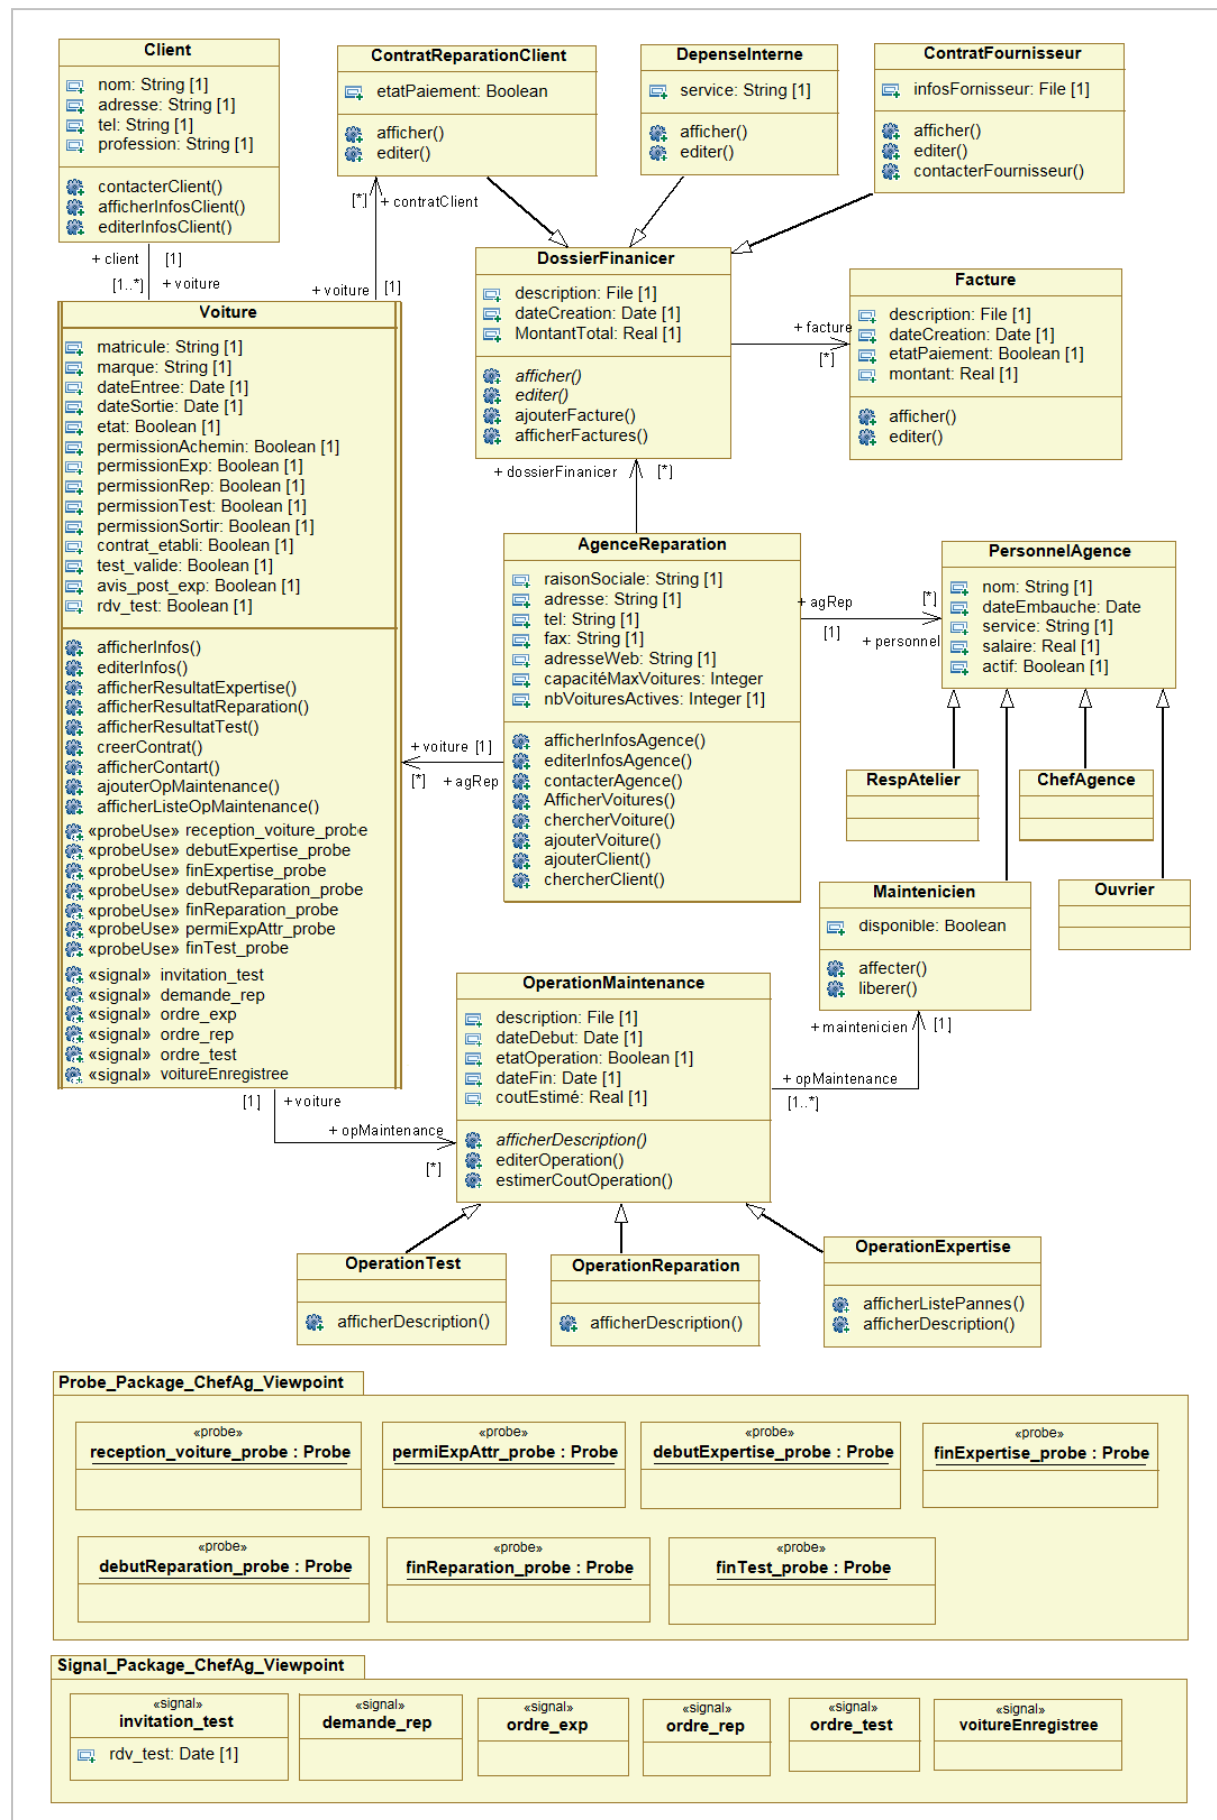 Client
nom: String [1]
adresse: String [1]
tel: String [1]
profession: String [1]
contacterClient()
afficherInfosClient()
editerInfosClient()
ContratReparationClient
etatPaiement: Boolean
afficher()
editer()
DepenseInterne
service: String [1]
afficher()
editer()
ContratFournisseur
infosFornisseur: File [1]
afficher()
editer()
contacterFournisseur()
[*] + contratClient
+ client [1]
[1..*] + voiture
+ voiture [1]
DossierFinanicer
description: File [1]
dateCreation: Date [1]
MontantTotal: Real [1]
afficher()
editer()
ajouterFacture()
afficherFactures()
+ facture
[*]
Facture
description: File [1]
dateCreation: Date [1]
etatPaiement: Boolean [1]
montant: Real [1]
afficher()
editer()
+ dossierFinanicer [*]
Voiture
matricule: String [1]
marque: String [1]
dateEntree: Date [1]
dateSortie: Date [1]
etat: Boolean [1]
permissionAchemin: Boolean [1]
permissionExp: Boolean [1]
permissionRep: Boolean [1]
permissionTest: Boolean [1]
permissionSortir: Boolean [1]
contrat_etabli: Boolean [1]
test_valide: Boolean [1]
avis_post_exp: Boolean [1]
rdv_test: Boolean [1]
afficherInfos()
editerInfos()
afficherResultatExpertise()
afficherResultatReparation()
afficherResultatTest()
creerContrat()
afficherContart()
ajouterOpMaintenance()
afficherListeOpMaintenance()
«probeUse» reception_voiture_probe
«probeUse» debutExpertise_probe
«probeUse» finExpertise_probe
«probeUse» debutReparation_probe
«probeUse» finReparation_probe
«probeUse» permiExpAttr_probe
«probeUse» finTest_probe
«signal» invitation_test
«signal» demande_rep
«signal» ordre_exp
«signal» ordre_rep
«signal» ordre_test
«signal» voitureEnregistree
AgenceReparation
raisonSociale: String [1]
adresse: String [1]
tel: String [1]
fax: String [1]
adresseWeb: String [1]
capacitéMaxVoitures: Integer
nbVoituresActives: Integer [1]
afficherInfosAgence()
editerInfosAgence()
contacterAgence()
AfficherVoitures()
chercherVoiture()
ajouterVoiture()
ajouterClient()
chercherClient()
+ voiture [1]
[*] + agRep
+ agRep [*]
[1] + personnel
PersonnelAgence
nom: String [1]
dateEmbauche: Date
service: String [1]
salaire: Real [1]
actif: Boolean [1]
RespAtelier
ChefAgence
Maintenicien
disponible: Boolean
affecter()
liberer()
Ouvrier
+ maintenicien [1]
+ opMaintenance
[1..*]
OperationMaintenance
description: File [1]
dateDebut: Date [1]
etatOperation: Boolean [1]
dateFin: Date [1]
coutEstimé: Real [1]
afficherDescription()
editerOperation()
estimerCoutOperation()
[1] + voiture
+ opMaintenance
[*]
OperationTest
afficherDescription()
OperationReparation
afficherDescription()
OperationExpertise
afficherListePannes()
afficherDescription()
Probe_Package_ChefAg_Viewpoint
«probe»
reception_voiture_probe : Probe
«probe»
permiExpAttr_probe : Probe
«probe»
debutExpertise_probe : Probe
«probe»
finExpertise_probe : Probe
«probe»
debutReparation_probe : Probe
«probe»
finReparation_probe : Probe
«probe»
finTest_probe : Probe
Signal_Package_ChefAg_Viewpoint
«signal»
invitation_test
rdv_test: Date [1]
«signal»
demande_rep
«signal»
ordre_exp
«signal»
ordre_rep
«signal»
ordre_test
«signal»
voitureEnregistree